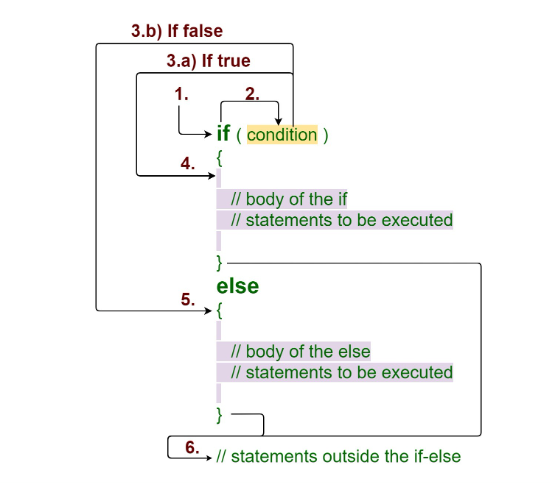 3.b) If false
3.a) If true
1. 2.
if ( condition )
{
4.
// body of the if
// statements to be executed
}
else
5.
{
// body of the else
// statements to be executed
}
6.
// statements outside the if-else